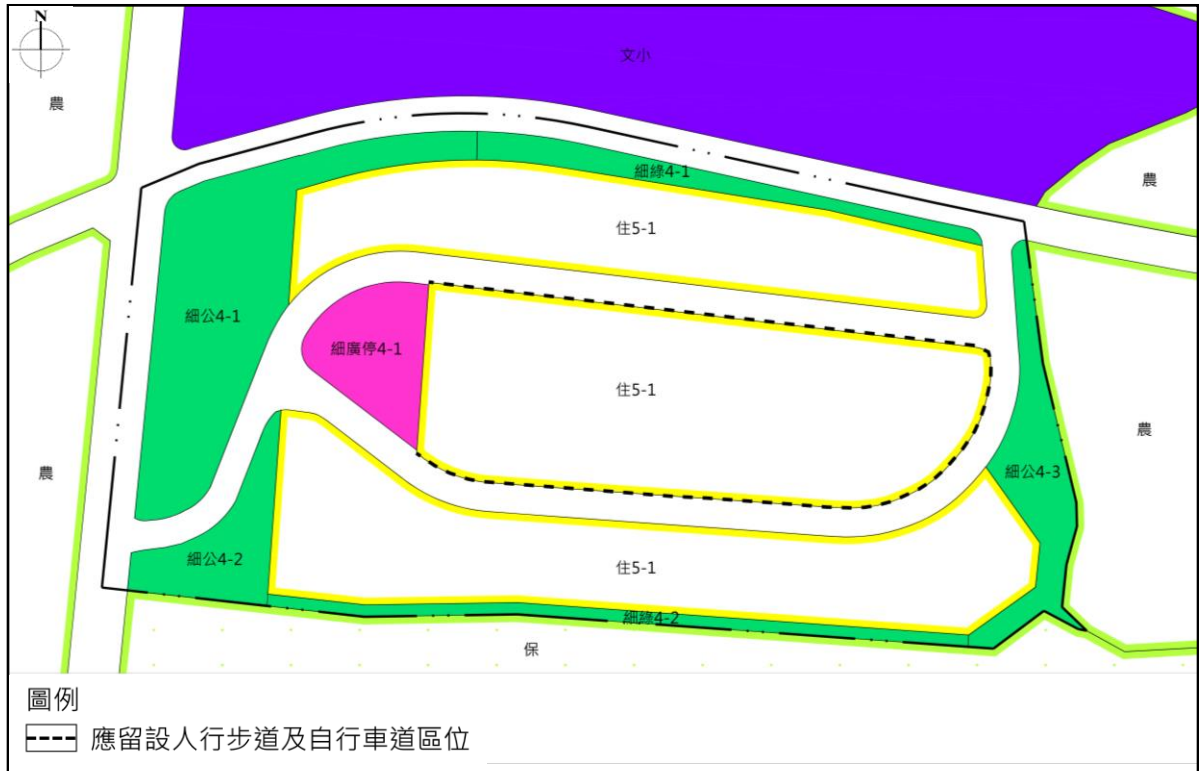 N
文小
農
農
細綠4-1
住5-1
細公4-1
細廣停4-1
住5-1
農
農
細公4-3
細公4-2
住5-1
細綠4-2
保
圖例
應留設人行步道及自行車道區位